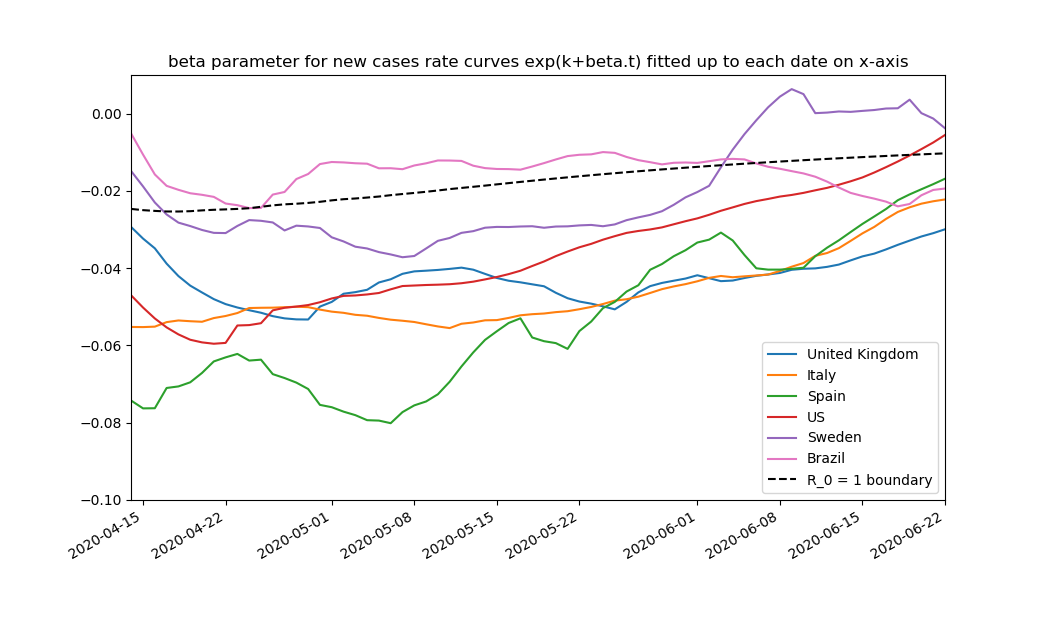 beta parameter for new cases rate curves exp(k+beta.t) fitted up to each date on x-axis
0.00
−0.02
−0.04
−0.06
−0.08
−0.10
United Kingdom
Italy
Spain
US
Sweden
Brazil
R_0 = 1 boundary
2020-04-15
2020-04-22
2020-05-01
2020-05-08
2020-05-15
2020-05-22
2020-06-01
2020-06-08
2020-06-15
2020-06-22